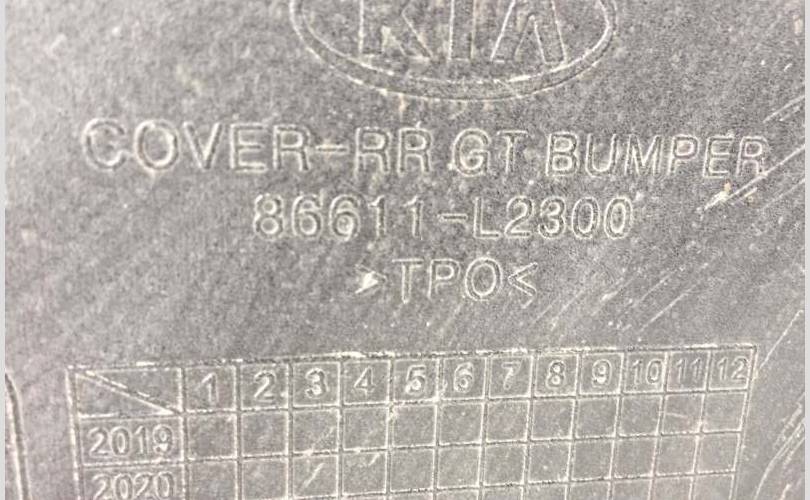 KIA
COVER-RR GT BUMPER
86611-L2300
>TPO<
1 2 3 4 5 6 7 8 9 10 11 12
2019
2020